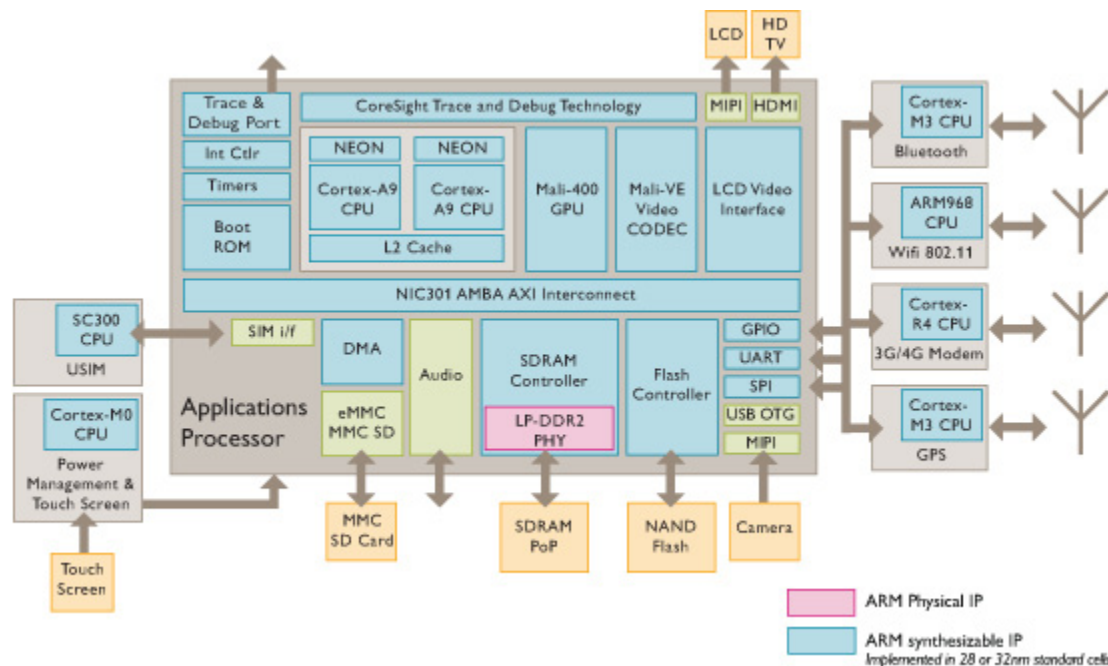 LCD
HD
TV
Trace &
Debug Port
CoreSight Trace and Debug Technology
MIPI
HDMI
Int Ctlr
Timers
Boot
ROM
NEON
NEON
Cortex-A9
CPU
Cortex-
A9 CPU
L2 Cache
Mali-400
GPU
Mali-VE
Video
CODEC
LCD Video
Interface
NIC301 AMBA AXI Interconnect
SC300
CPU
USIM
SIM i/f
DMA
Audio
SDRAM
Controller
LP-DDR2
PHY
Flash
Controller
GPIO
UART
SPI
USB OTG
MIPI
Applications
Processor
eMMC
MMC SD
Cortex-M0
CPU
Power
Management &
Touch Screen
Touch
Screen
MMC
SD Card
SDRAM
PoP
NAND
Flash
Camera
Cortex-
M3 CPU
Bluetooth
ARM968
CPU
Wifi 802.11
Cortex-
R4 CPU
3G/4G Modem
Cortex-
M3 CPU
GPS
ARM Physical IP
ARM synthesizable IP
Implemented in 28 or 32nm standard cells